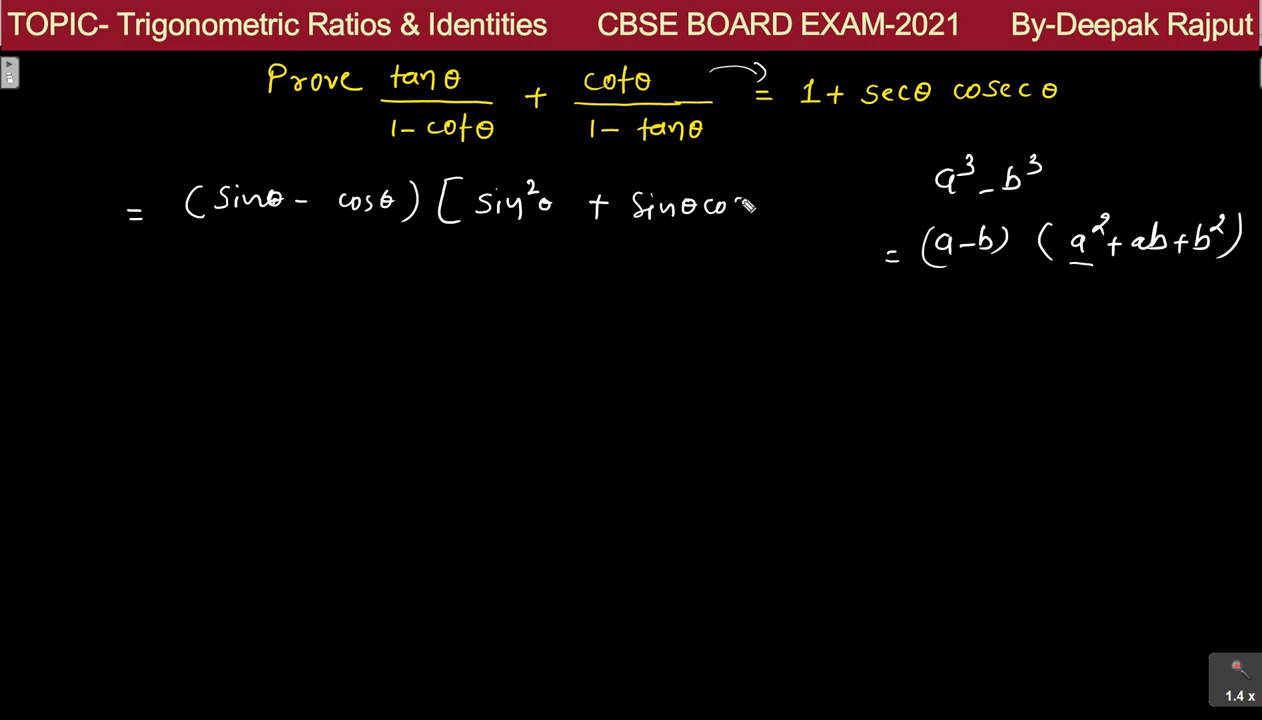 TOPIC- Trigonometric Ratios & Identities CBSE BOARD EXAM-2021 By-Deepak Rajput
Prove tanθ/(1 - cotθ) + cotθ/(1 - tanθ) = 1 + secθ cosecθ
a³ - b³
= (sinθ - cosθ) [sin²θ + sinθ co
= (a-b) (a² + ab + b²)
1.4 x